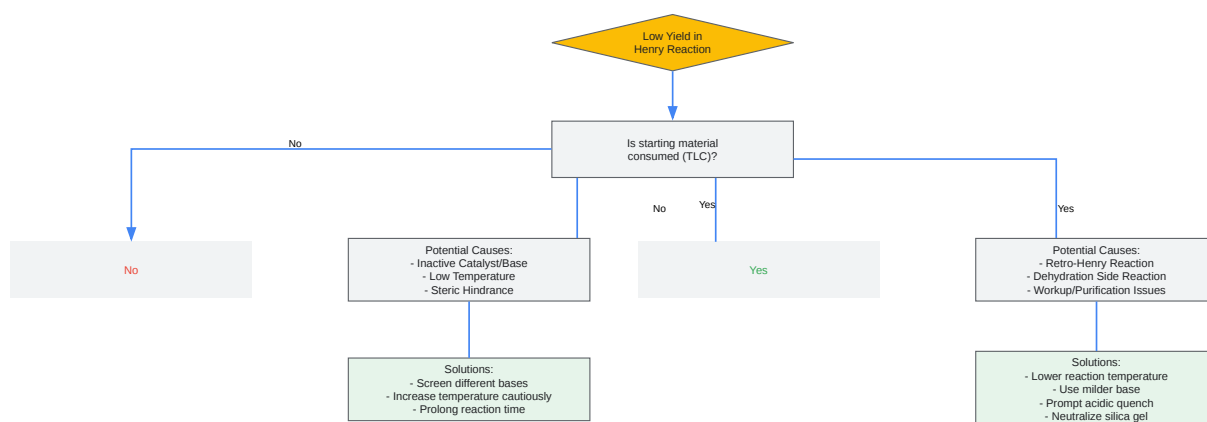 Low Yield in
Henry Reaction
Is starting material
consumed (TLC)?
No
No
Yes
Yes
No
Potential Causes:
- Inactive Catalyst/Base
- Low Temperature
- Steric Hindrance
Yes
Potential Causes:
- Retro-Henry Reaction
- Dehydration Side Reaction
- Workup/Purification Issues
Solutions:
- Screen different bases
- Increase temperature cautiously
- Prolong reaction time
Solutions:
- Lower reaction temperature
- Use milder base
- Prompt acidic quench
- Neutralize silica gel